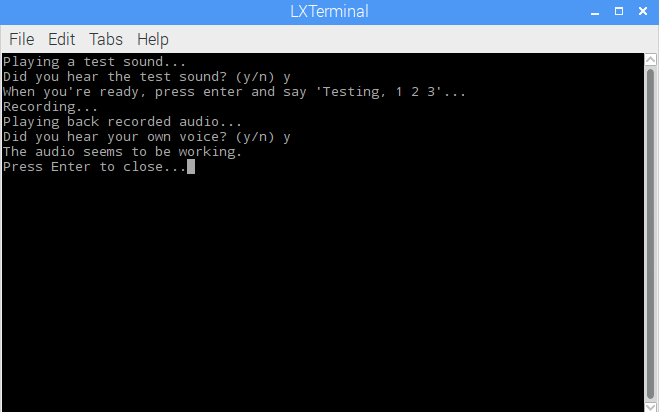 LXTerminal
File Edit Tabs Help
Playing a test sound...
Did you hear the test sound? (y/n) y
When you're ready, press enter and say 'Testing, 1 2 3'...
Recording...
Playing back recorded audio...
Did you hear your own voice? (y/n) y
The audio seems to be working.
Press Enter to close...